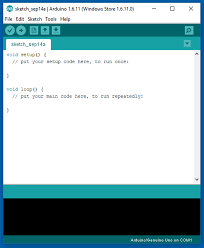 sketch_sep14a | Arduino 1.6.11 (Windows Store 1.6.11.0)
File Edit Sketch Tools Help
sketch_sep14a
void setup() {
// put your setup code here, to run once:
}
void loop() {
// put your main code here, to run repeatedly:
}
Arduino/Genuino Uno on COM1